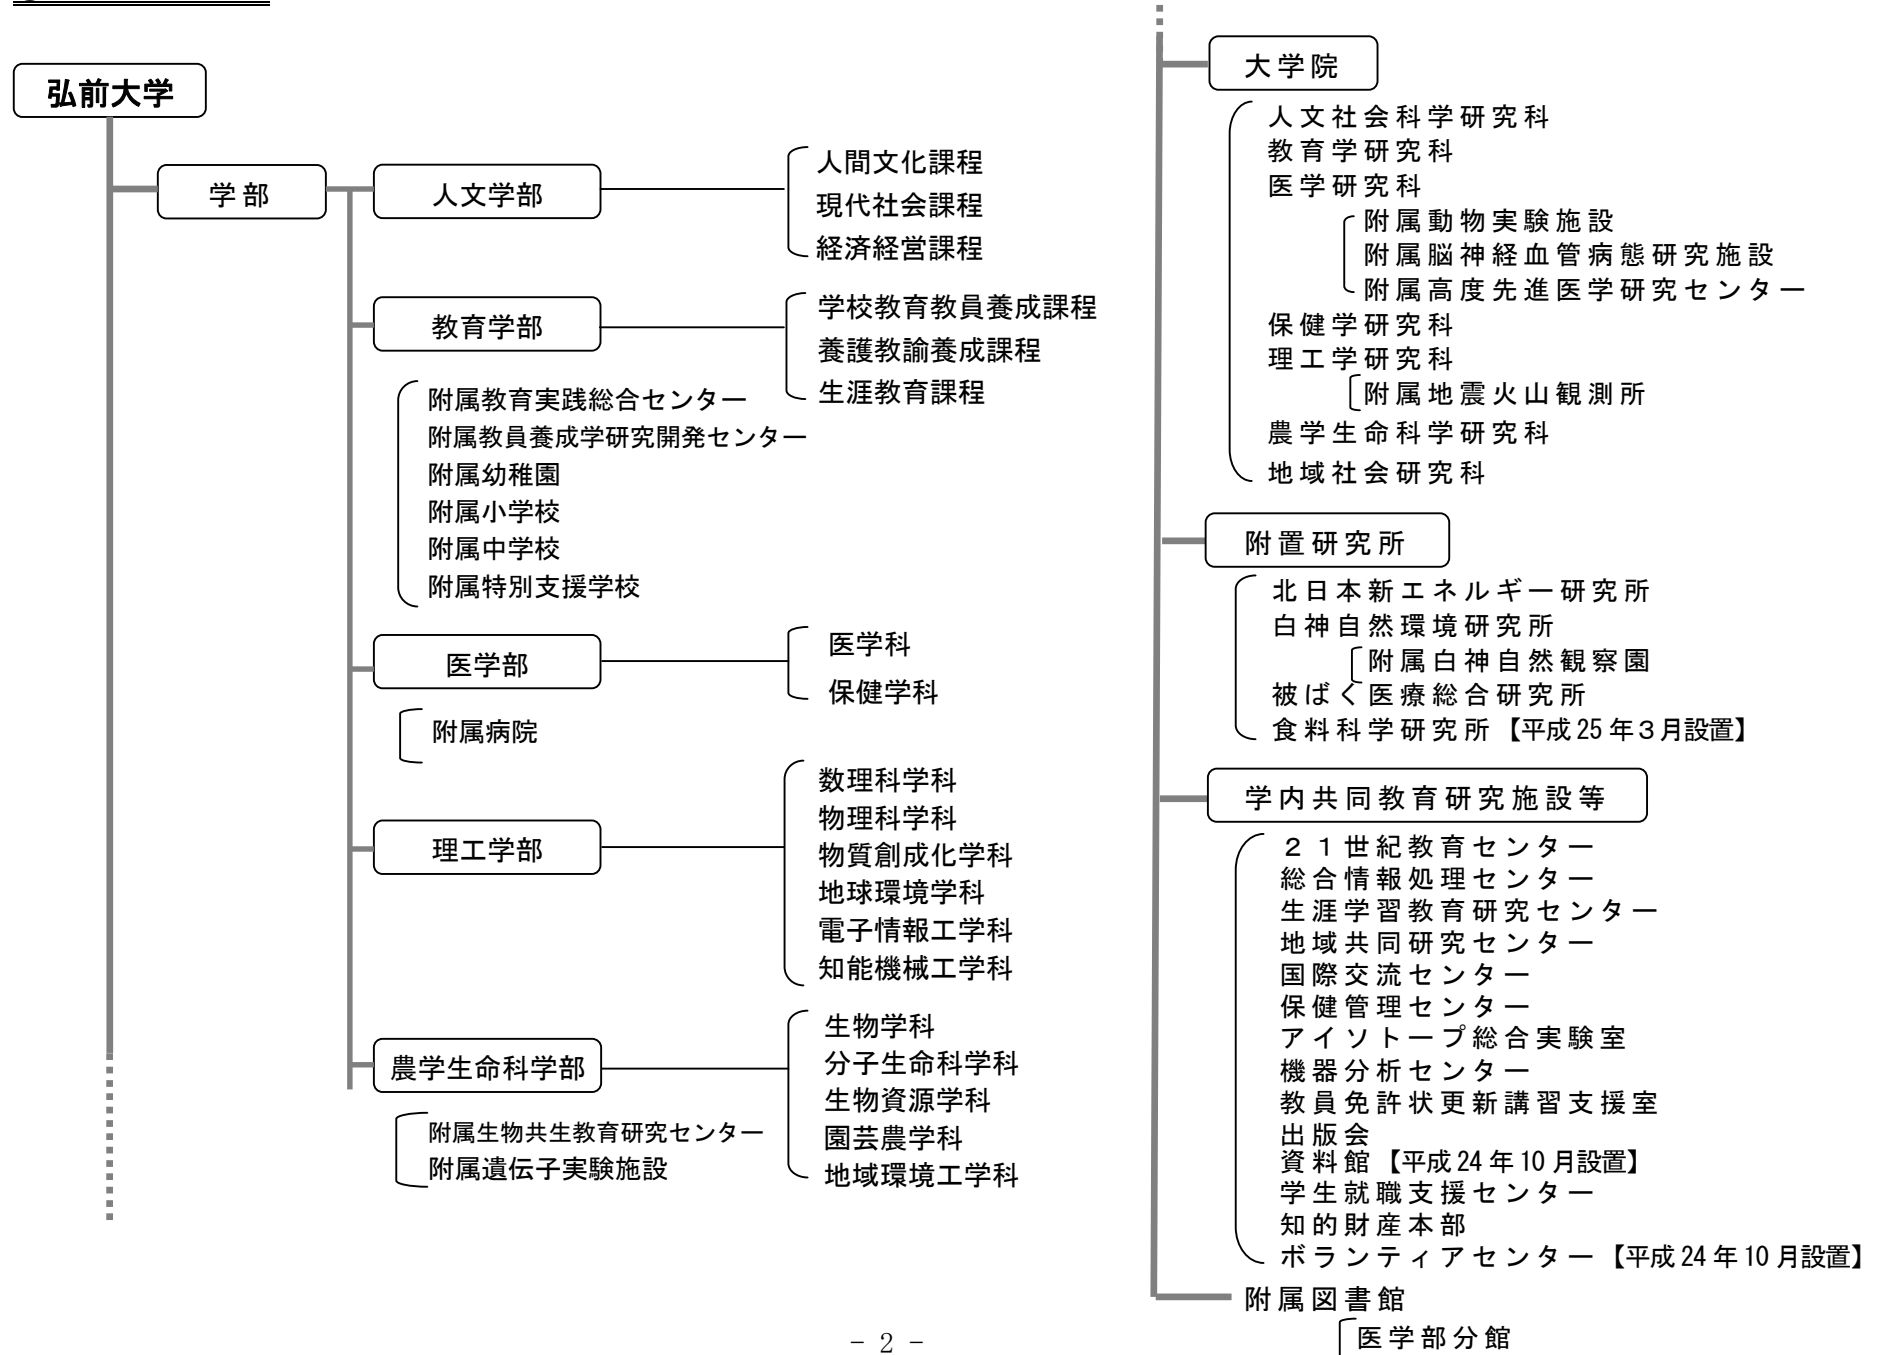 弘前大学
学部
人文学部
人間文化課程
現代社会課程
経済経営課程
教育学部
学校教育教員養成課程
養護教諭養成課程
生涯教育課程
附属教育実践総合センター
附属教員養成学研究開発センター
附属幼稚園
附属小学校
附属中学校
附属特別支援学校
医学部
医学科
保健学科
附属病院
理工学部
数理科学科
物理科学科
物質創成化学科
地球環境学科
電子情報工学科
知能機械工学科
農学生命科学部
生物学科
分子生命科学科
生物資源学科
園芸農学科
地域環境工学科
附属生物共生教育研究センター
附属遺伝子実験施設
大学院
人文社会科学研究科
教育学研究科
医学研究科
附属動物実験施設
附属脳神経血管病態研究施設
附属高度先進医学研究センター
保健学研究科
理工学研究科
附属地震火山観測所
農学生命科学研究科
地域社会研究科
附置研究所
北日本新エネルギー研究所
白神自然環境研究所
附属白神自然観察園
被ばく医療総合研究所
食料科学研究所【平成25年3月設置】
学内共同教育研究施設等
21世紀教育センター
総合情報処理センター
生涯学習教育研究センター
地域共同研究センター
国際交流センター
保健管理センター
アイソトープ総合実験室
機器分析センター
教員免許状更新講習支援室
出版会
資料館【平成24年10月設置】
学生就職支援センター
知的財産本部
ボランティアセンター【平成24年10月設置】
附属図書館
医学部分館
- 2 -